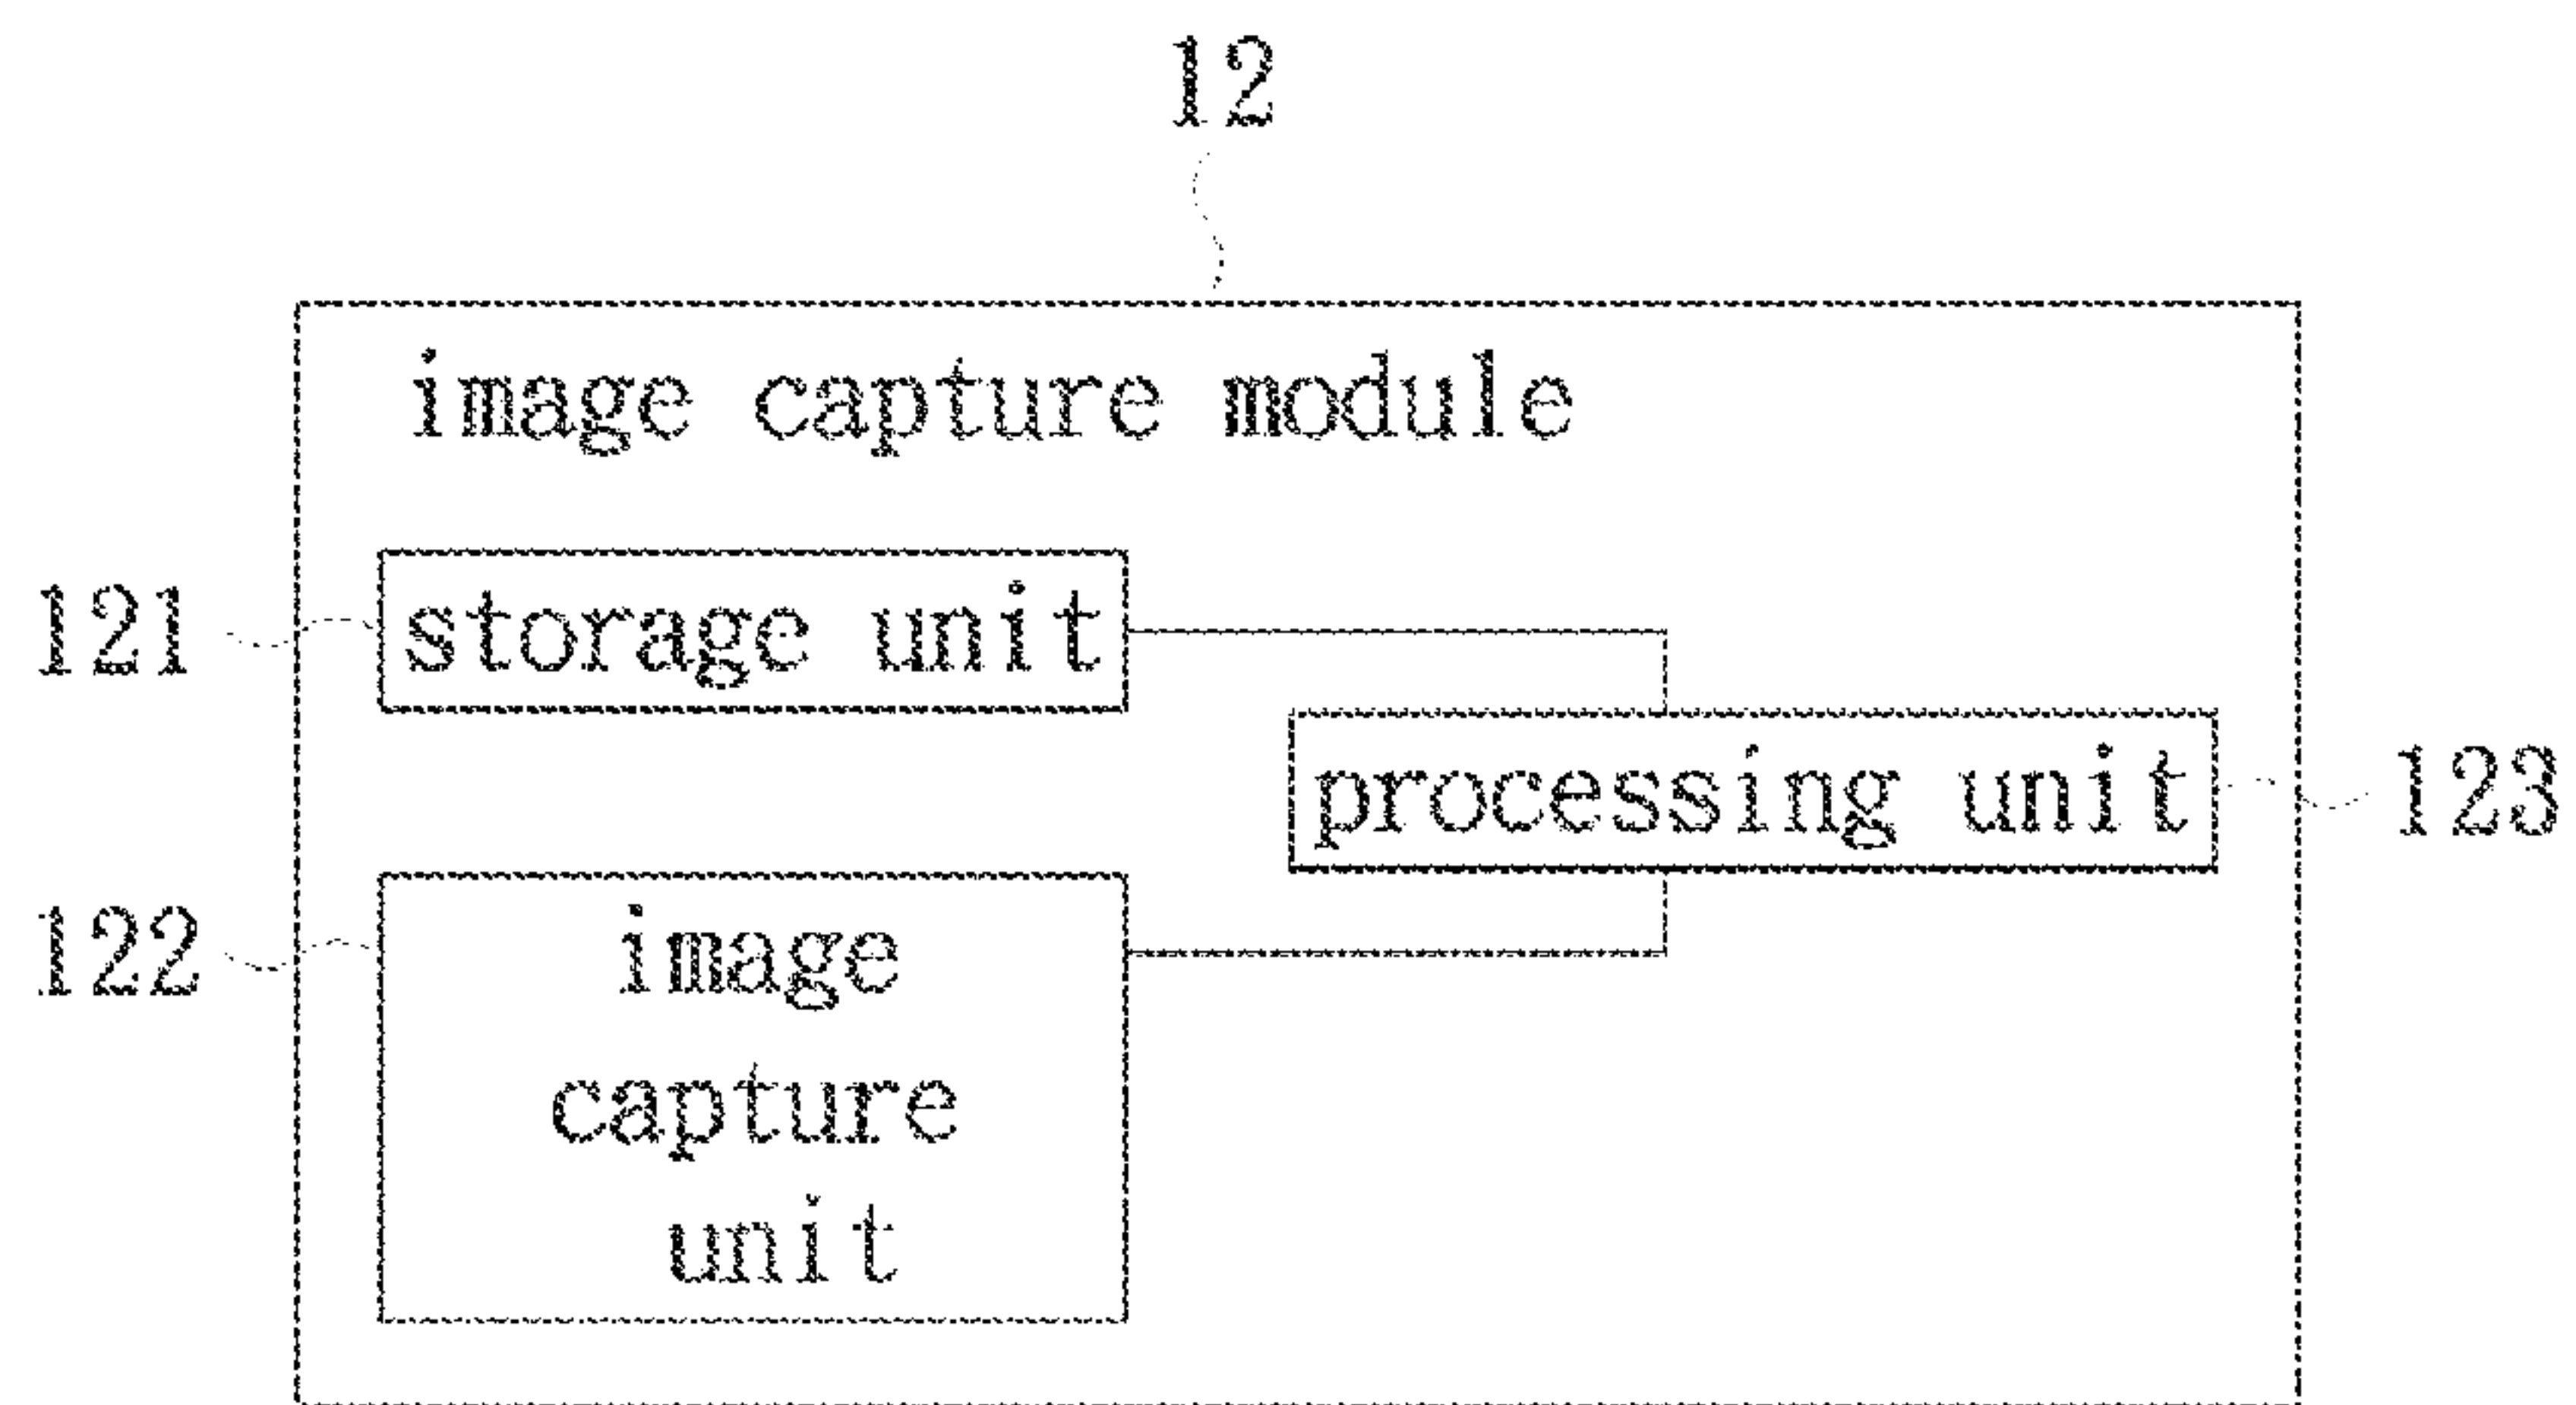 12
image capture module
121
storage unit
processing unit
123
122
image
capture
unit